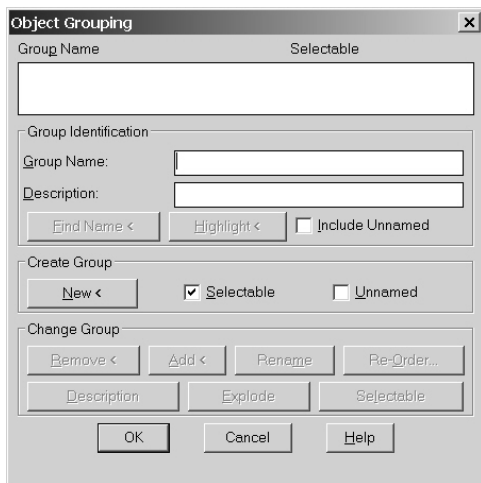 Object Grouping
Group Name Selectable
Group Identification
Group Name:
Description:
Find Name < Highlight < Include Unnamed
Create Group
New < Selectable Unnamed
Change Group
Remove < Add < Rename Re-Order...
Description Explode Selectable
OK Cancel Help